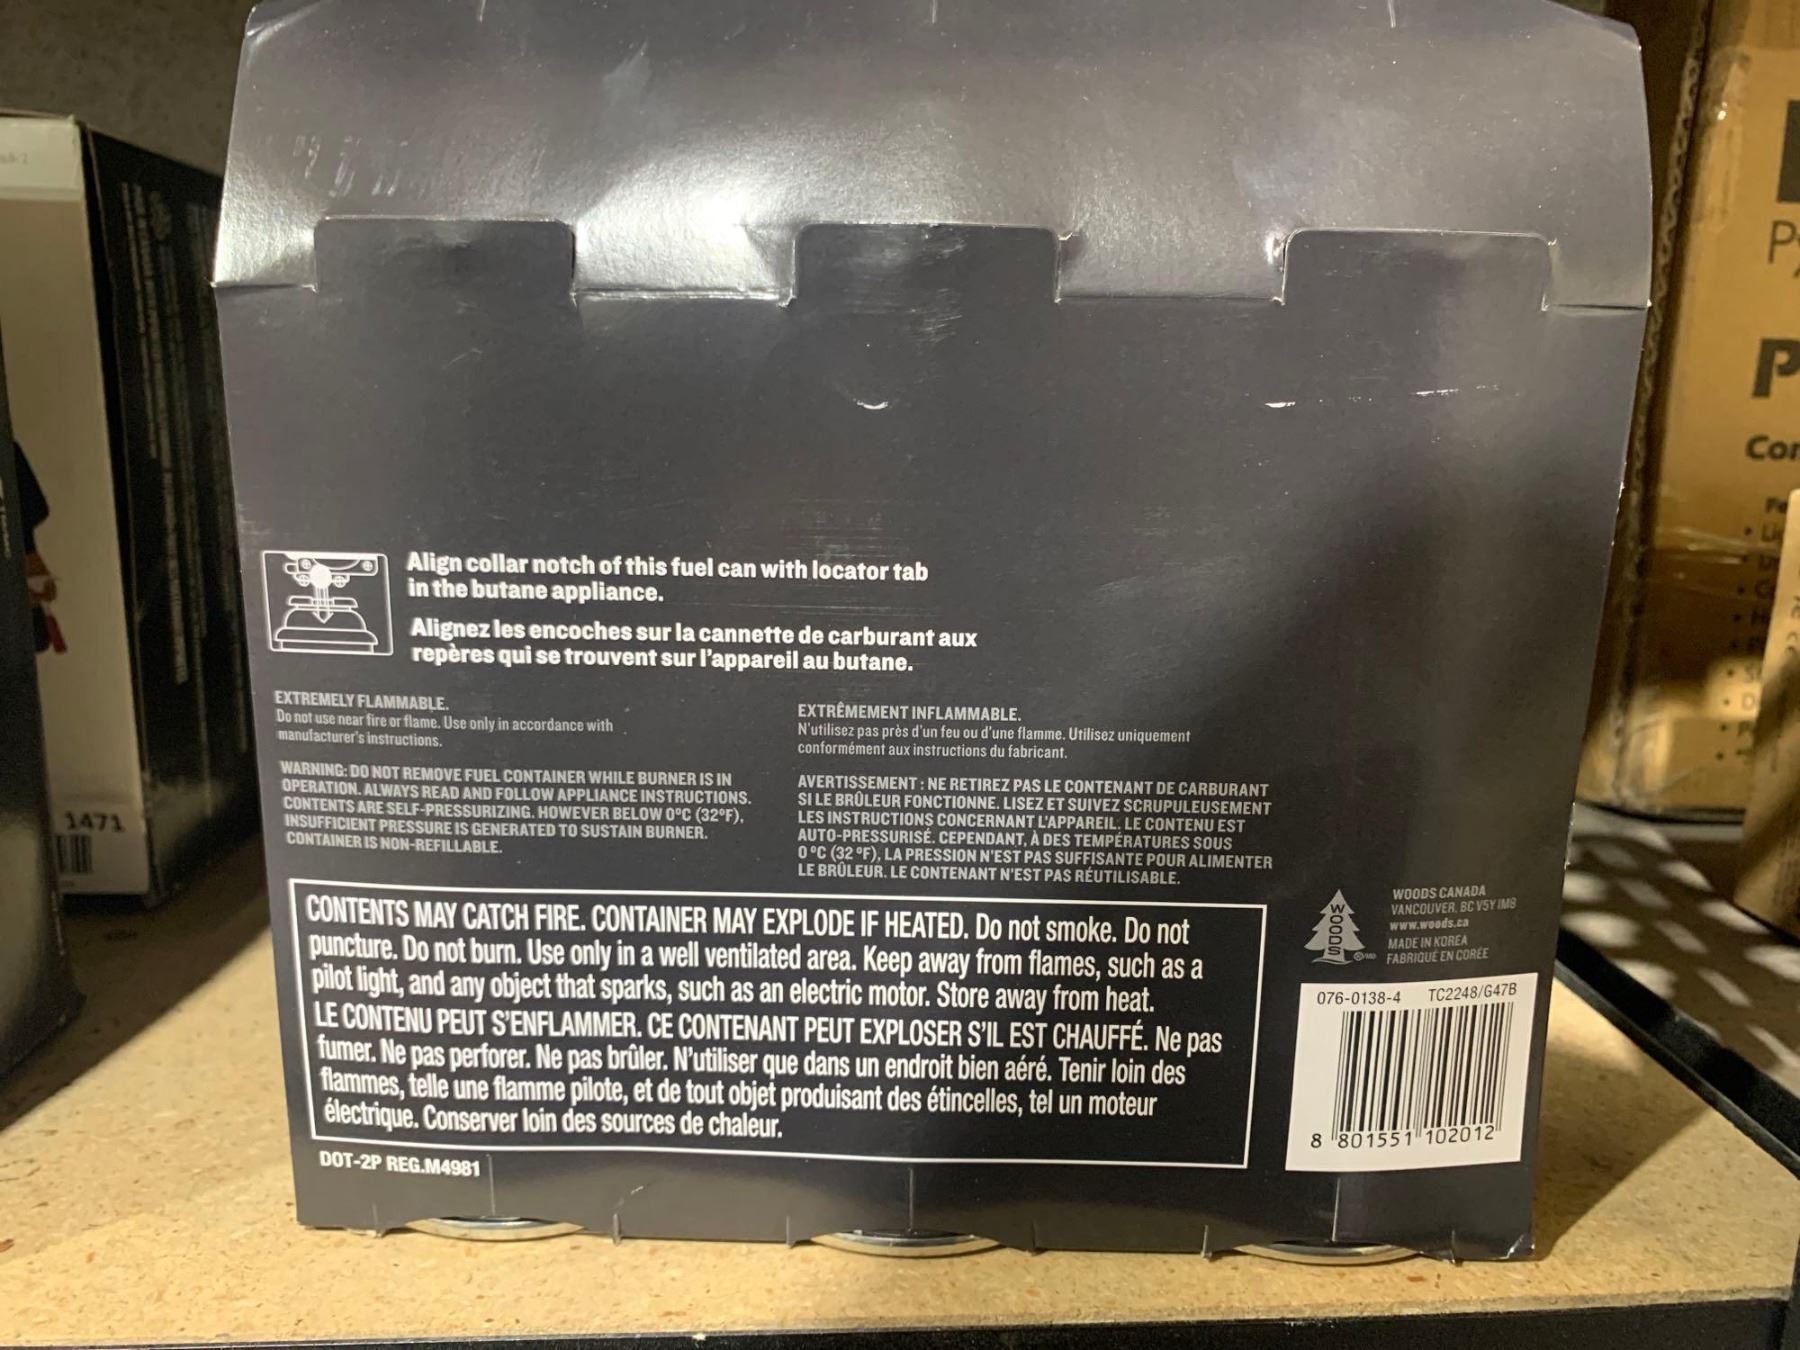 Align collar notch of this fuel can with locator tab
in the butane appliance.
Alignez les encoches sur la cannette de carburant aux
repères qui se trouvent sur l'appareil au butane.
EXTREMELY FLAMMABLE.
Do not use near fire or flame. Use only in accordance with
manufacturer's instructions.
WARNING: DO NOT REMOVE FUEL CONTAINER WHILE BURNER IS IN
OPERATION. ALWAYS READ AND FOLLOW APPLIANCE INSTRUCTIONS.
CONTENTS ARE SELF-PRESSURIZING. HOWEVER BELOW 0°C (32°F),
INSUFFICIENT PRESSURE IS GENERATED TO SUSTAIN BURNER.
CONTAINER IS NON-REFILLABLE.
EXTRÊMEMENT INFLAMMABLE.
N'utilisez pas près d'un feu ou d'une flamme. Utilisez uniquement
conformément aux instructions du fabricant.
AVERTISSEMENT : NE RETIREZ PAS LE CONTENANT DE CARBURANT
SI LE BRÛLEUR FONCTIONNE. LISEZ ET SUIVEZ SCRUPULEUSEMENT
LES INSTRUCTIONS CONCERNANT L'APPAREIL. LE CONTENU EST
AUTO-PRESSURISÉ. CEPENDANT, À DES TEMPÉRATURES SOUS
0 °C (32 °F), LA PRESSION N'EST PAS SUFFISANTE POUR ALIMENTER
LE BRÛLEUR. LE CONTENANT N'EST PAS RÉUTILISABLE.
CONTENTS MAY CATCH FIRE. CONTAINER MAY EXPLODE IF HEATED. Do not smoke. Do not
puncture. Do not burn. Use only in a well ventilated area. Keep away from flames, such as a
pilot light, and any object that sparks, such as an electric motor. Store away from heat.
LE CONTENU PEUT S'ENFLAMMER. CE CONTENANT PEUT EXPLOSER S'IL EST CHAUFFÉ. Ne pas
fumer. Ne pas perforer. Ne pas brûler. N'utiliser que dans un endroit bien aéré. Tenir loin des
flammes, telle une flamme pilote, et de tout objet produisant des étincelles, tel un moteur
électrique. Conserver loin des sources de chaleur.
DOT-2P REG.M4981
WOODS
WOODS CANADA
VANCOUVER, BC V5Y 1M8
www.woods.ca
MADE IN KOREA
FABRIQUÉ EN CORÉE
076-0138-4 TC2248/G47B
8 801551 102012
1471
P